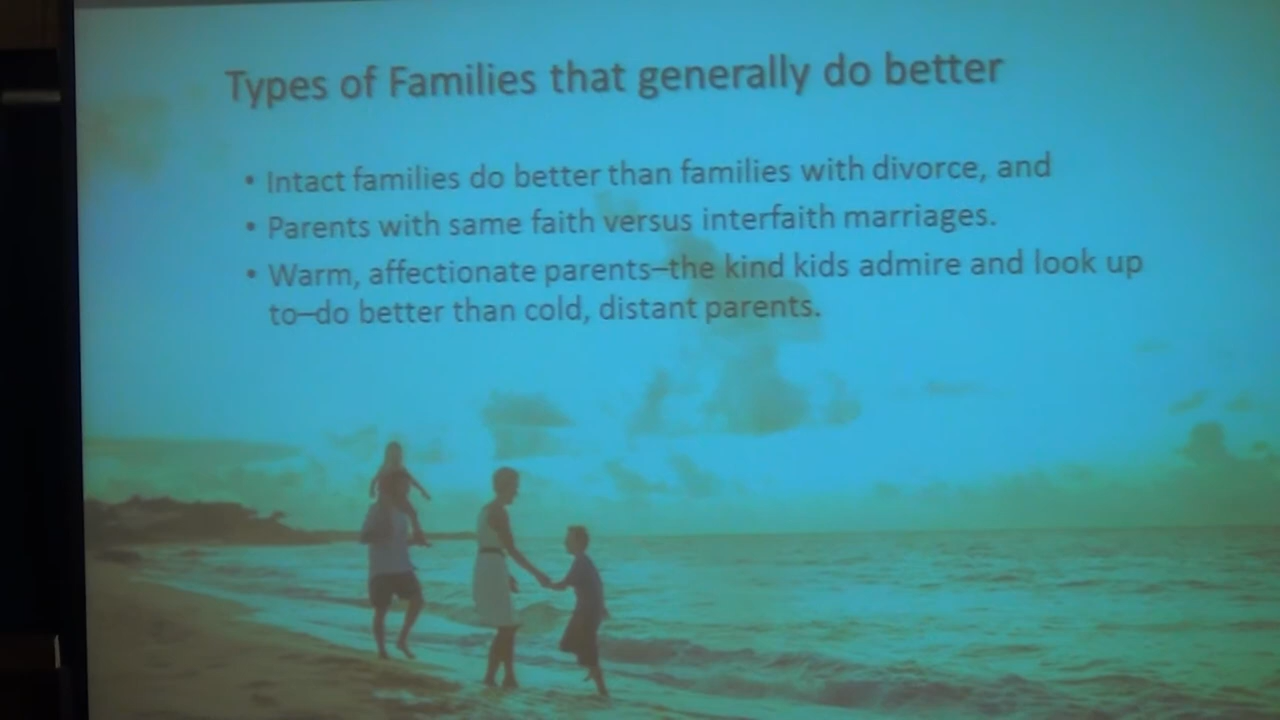 Types of Families that generally do better
• Intact families do better than families with divorce, and
• Parents with same faith versus interfaith marriages.
• Warm, affectionate parents–the kind kids admire and look up
to–do better than cold, distant parents.